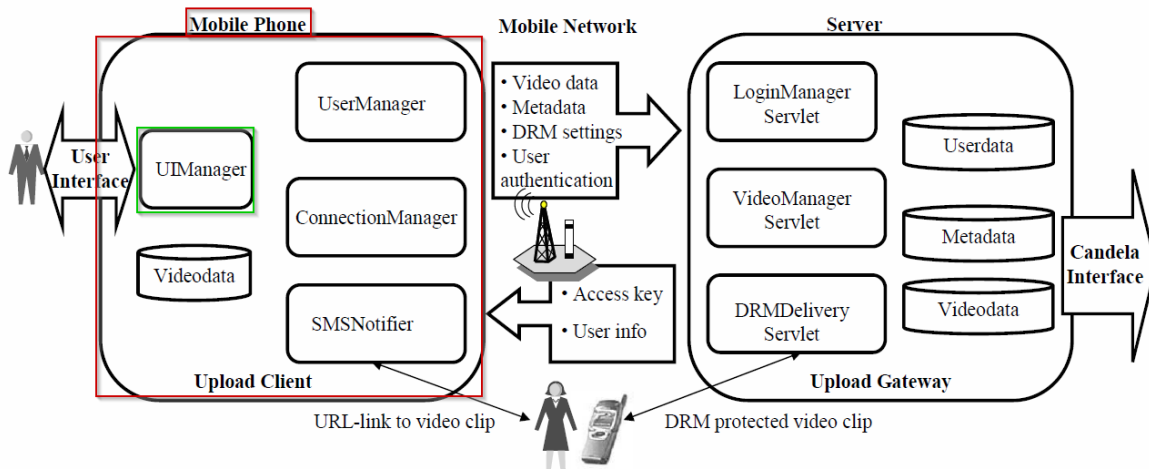 Mobile Phone
Mobile Network
Server
UserManager
UIManager
ConnectionManager
Videodata
SMSNotifier
Upload Client
User
Interface
• Video data
• Metadata
• DRM settings
• User
authentication
• Access key
• User info
LoginManager
Servlet
VideoManager
Servlet
DRMDelivery
Servlet
Userdata
Metadata
Videodata
Upload Gateway
Candela
Interface
URL-link to video clip
DRM protected video clip